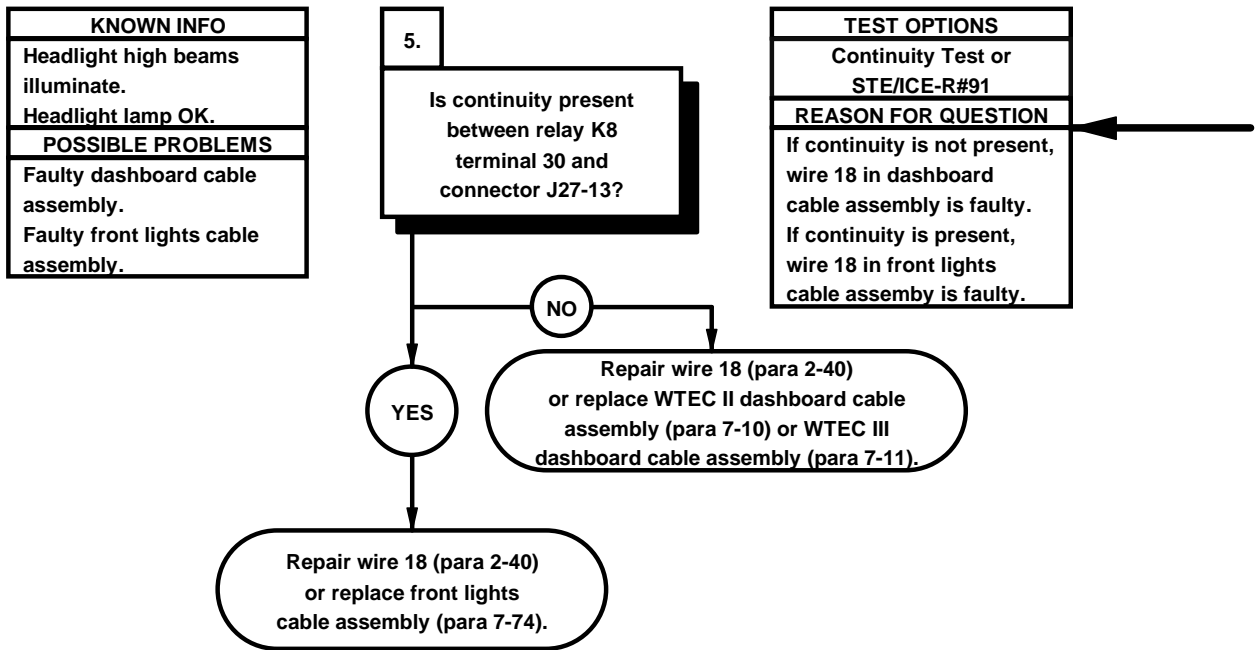 KNOWN INFO
Headlight high beams
illuminate.
Headlight lamp OK.
POSSIBLE PROBLEMS
Faulty dashboard cable
assembly.
Faulty front lights cable
assembly.
5.
Is continuity present
between relay K8
terminal 30 and
connector J27-13?
TEST OPTIONS
Continuity Test or
STE/ICE-R#91
REASON FOR QUESTION
If continuity is not present,
wire 18 in dashboard
cable assembly is faulty.
If continuity is present,
wire 18 in front lights
cable assemby is faulty.
NO
Repair wire 18 (para 2-40)
or replace WTEC II dashboard cable
assembly (para 7-10) or WTEC III
dashboard cable assembly (para 7-11).
YES
Repair wire 18 (para 2-40)
or replace front lights
cable assembly (para 7-74).